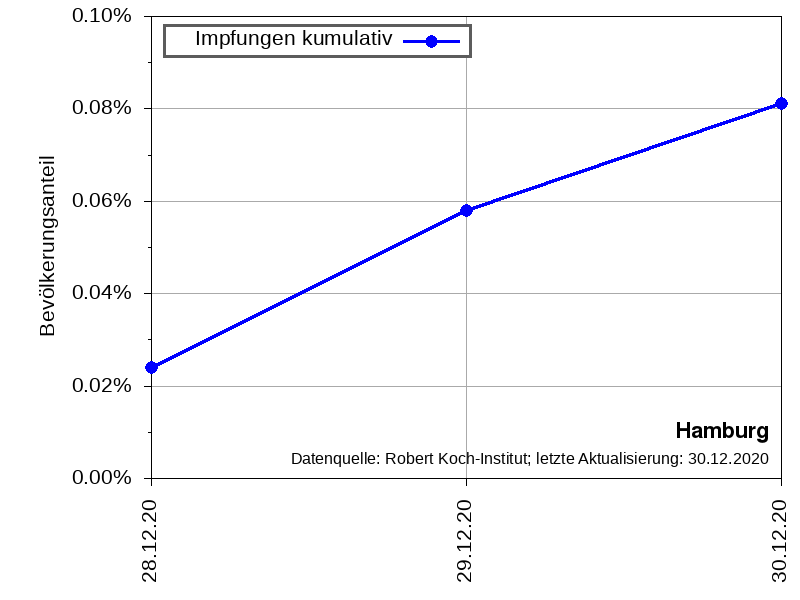 0.10%
Impfungen kumulativ
0.08%
0.06%
0.04%
0.02%
0.00%
Bevölkerungsanteil
Hamburg
Datenquelle: Robert Koch-Institut; letzte Aktualisierung: 30.12.2020
28.12.20
29.12.20
30.12.20